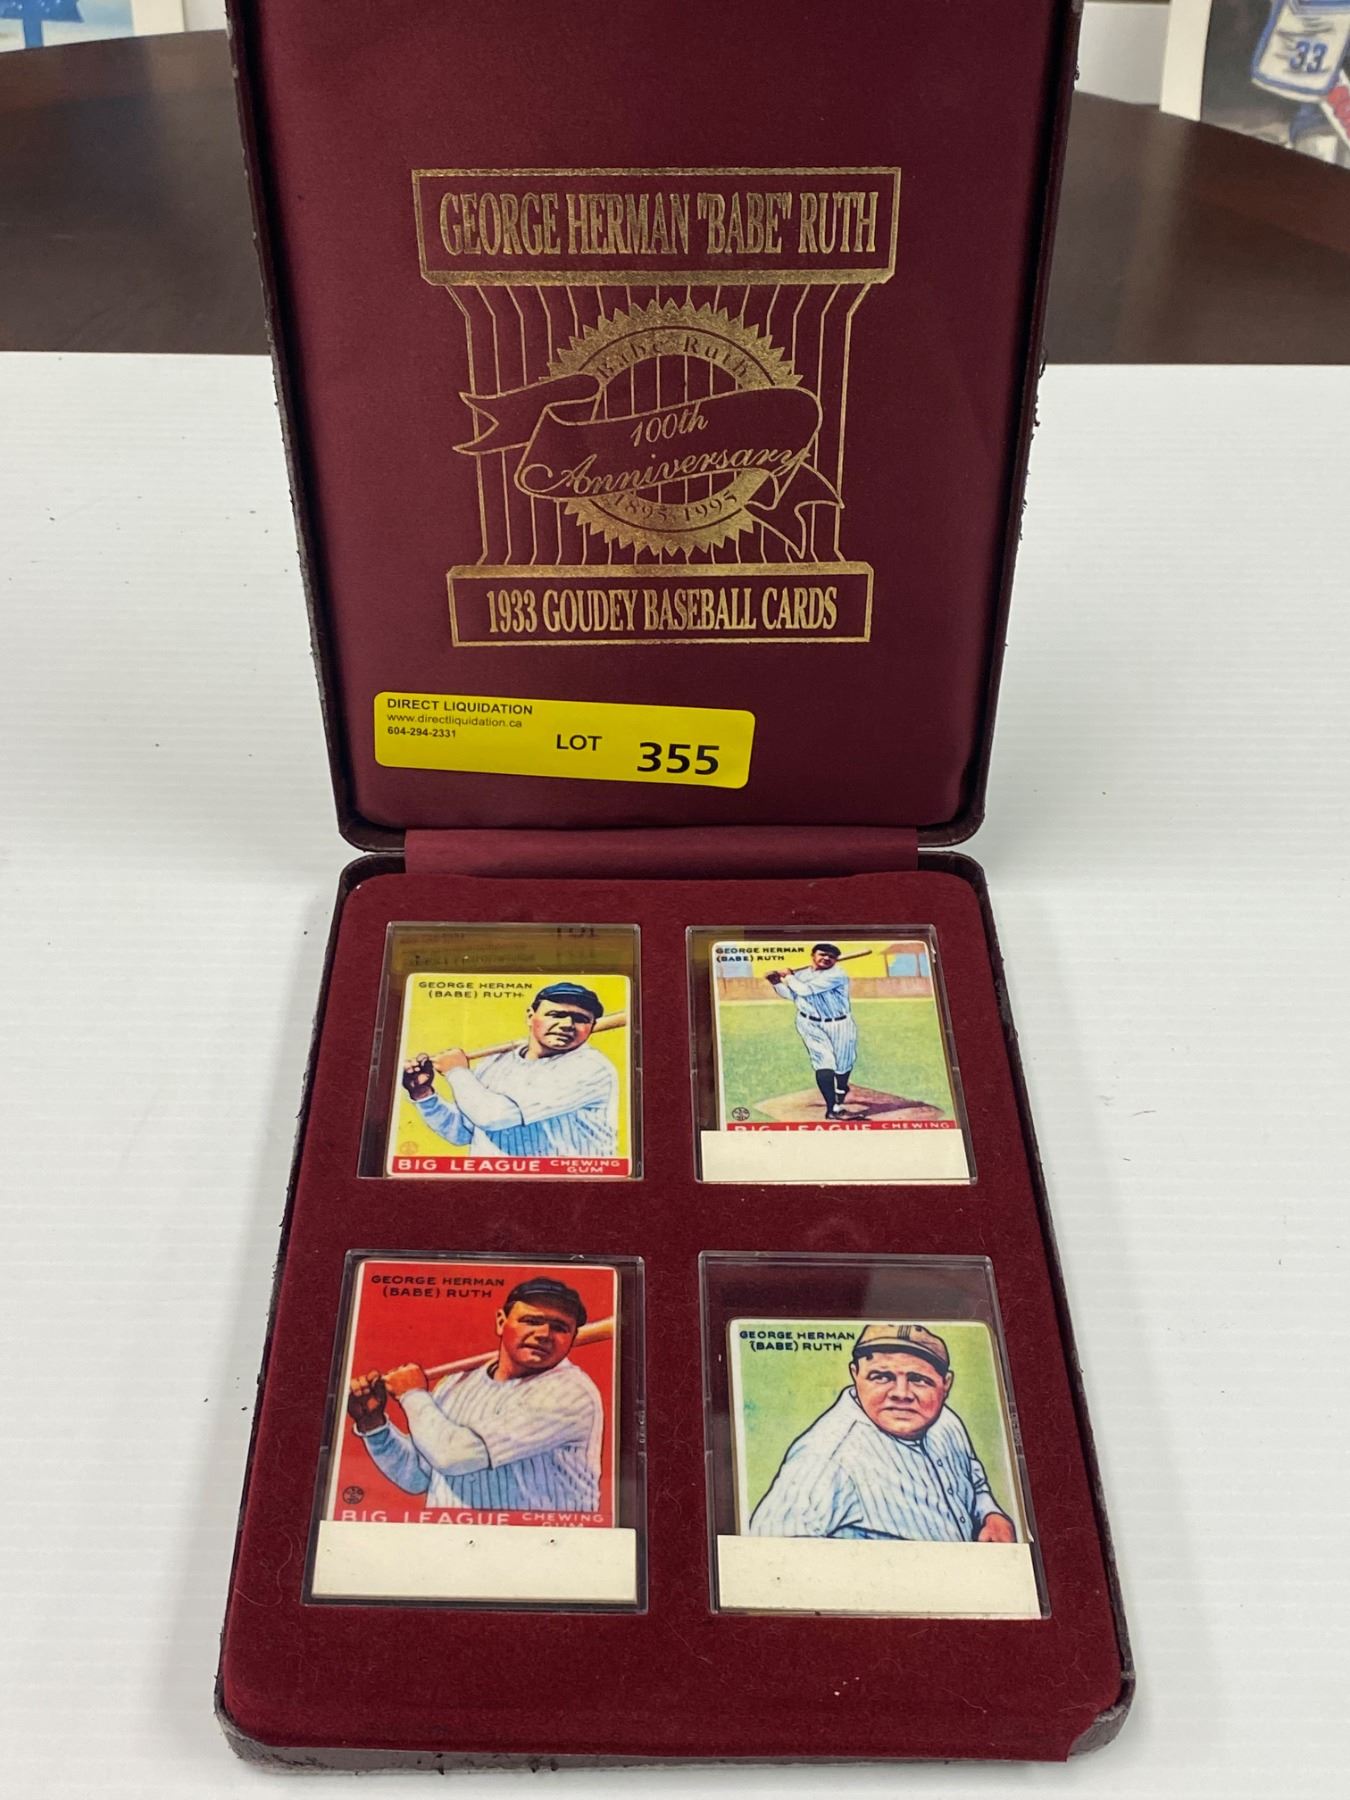 33
GEORGE HERMAN "BABE" RUTH
Babe Ruth
100th
Anniversary
1895-1995
1933 GOUDEY BASEBALL CARDS
DIRECT LIQUIDATION
www.directliquidation.ca
604-294-2331
LOT 355
GEORGE HERMAN
(BABE) RUTH
BIG LEAGUE CHEWING
GUM
GEORGE HERMAN
(BABE) RUTH
BIG LEAGUE CHEWING
GEORGE HERMAN
(BABE) RUTH
BIG LEAGUE CHEWING
GUM
GEORGE HERMAN
(BABE) RUTH